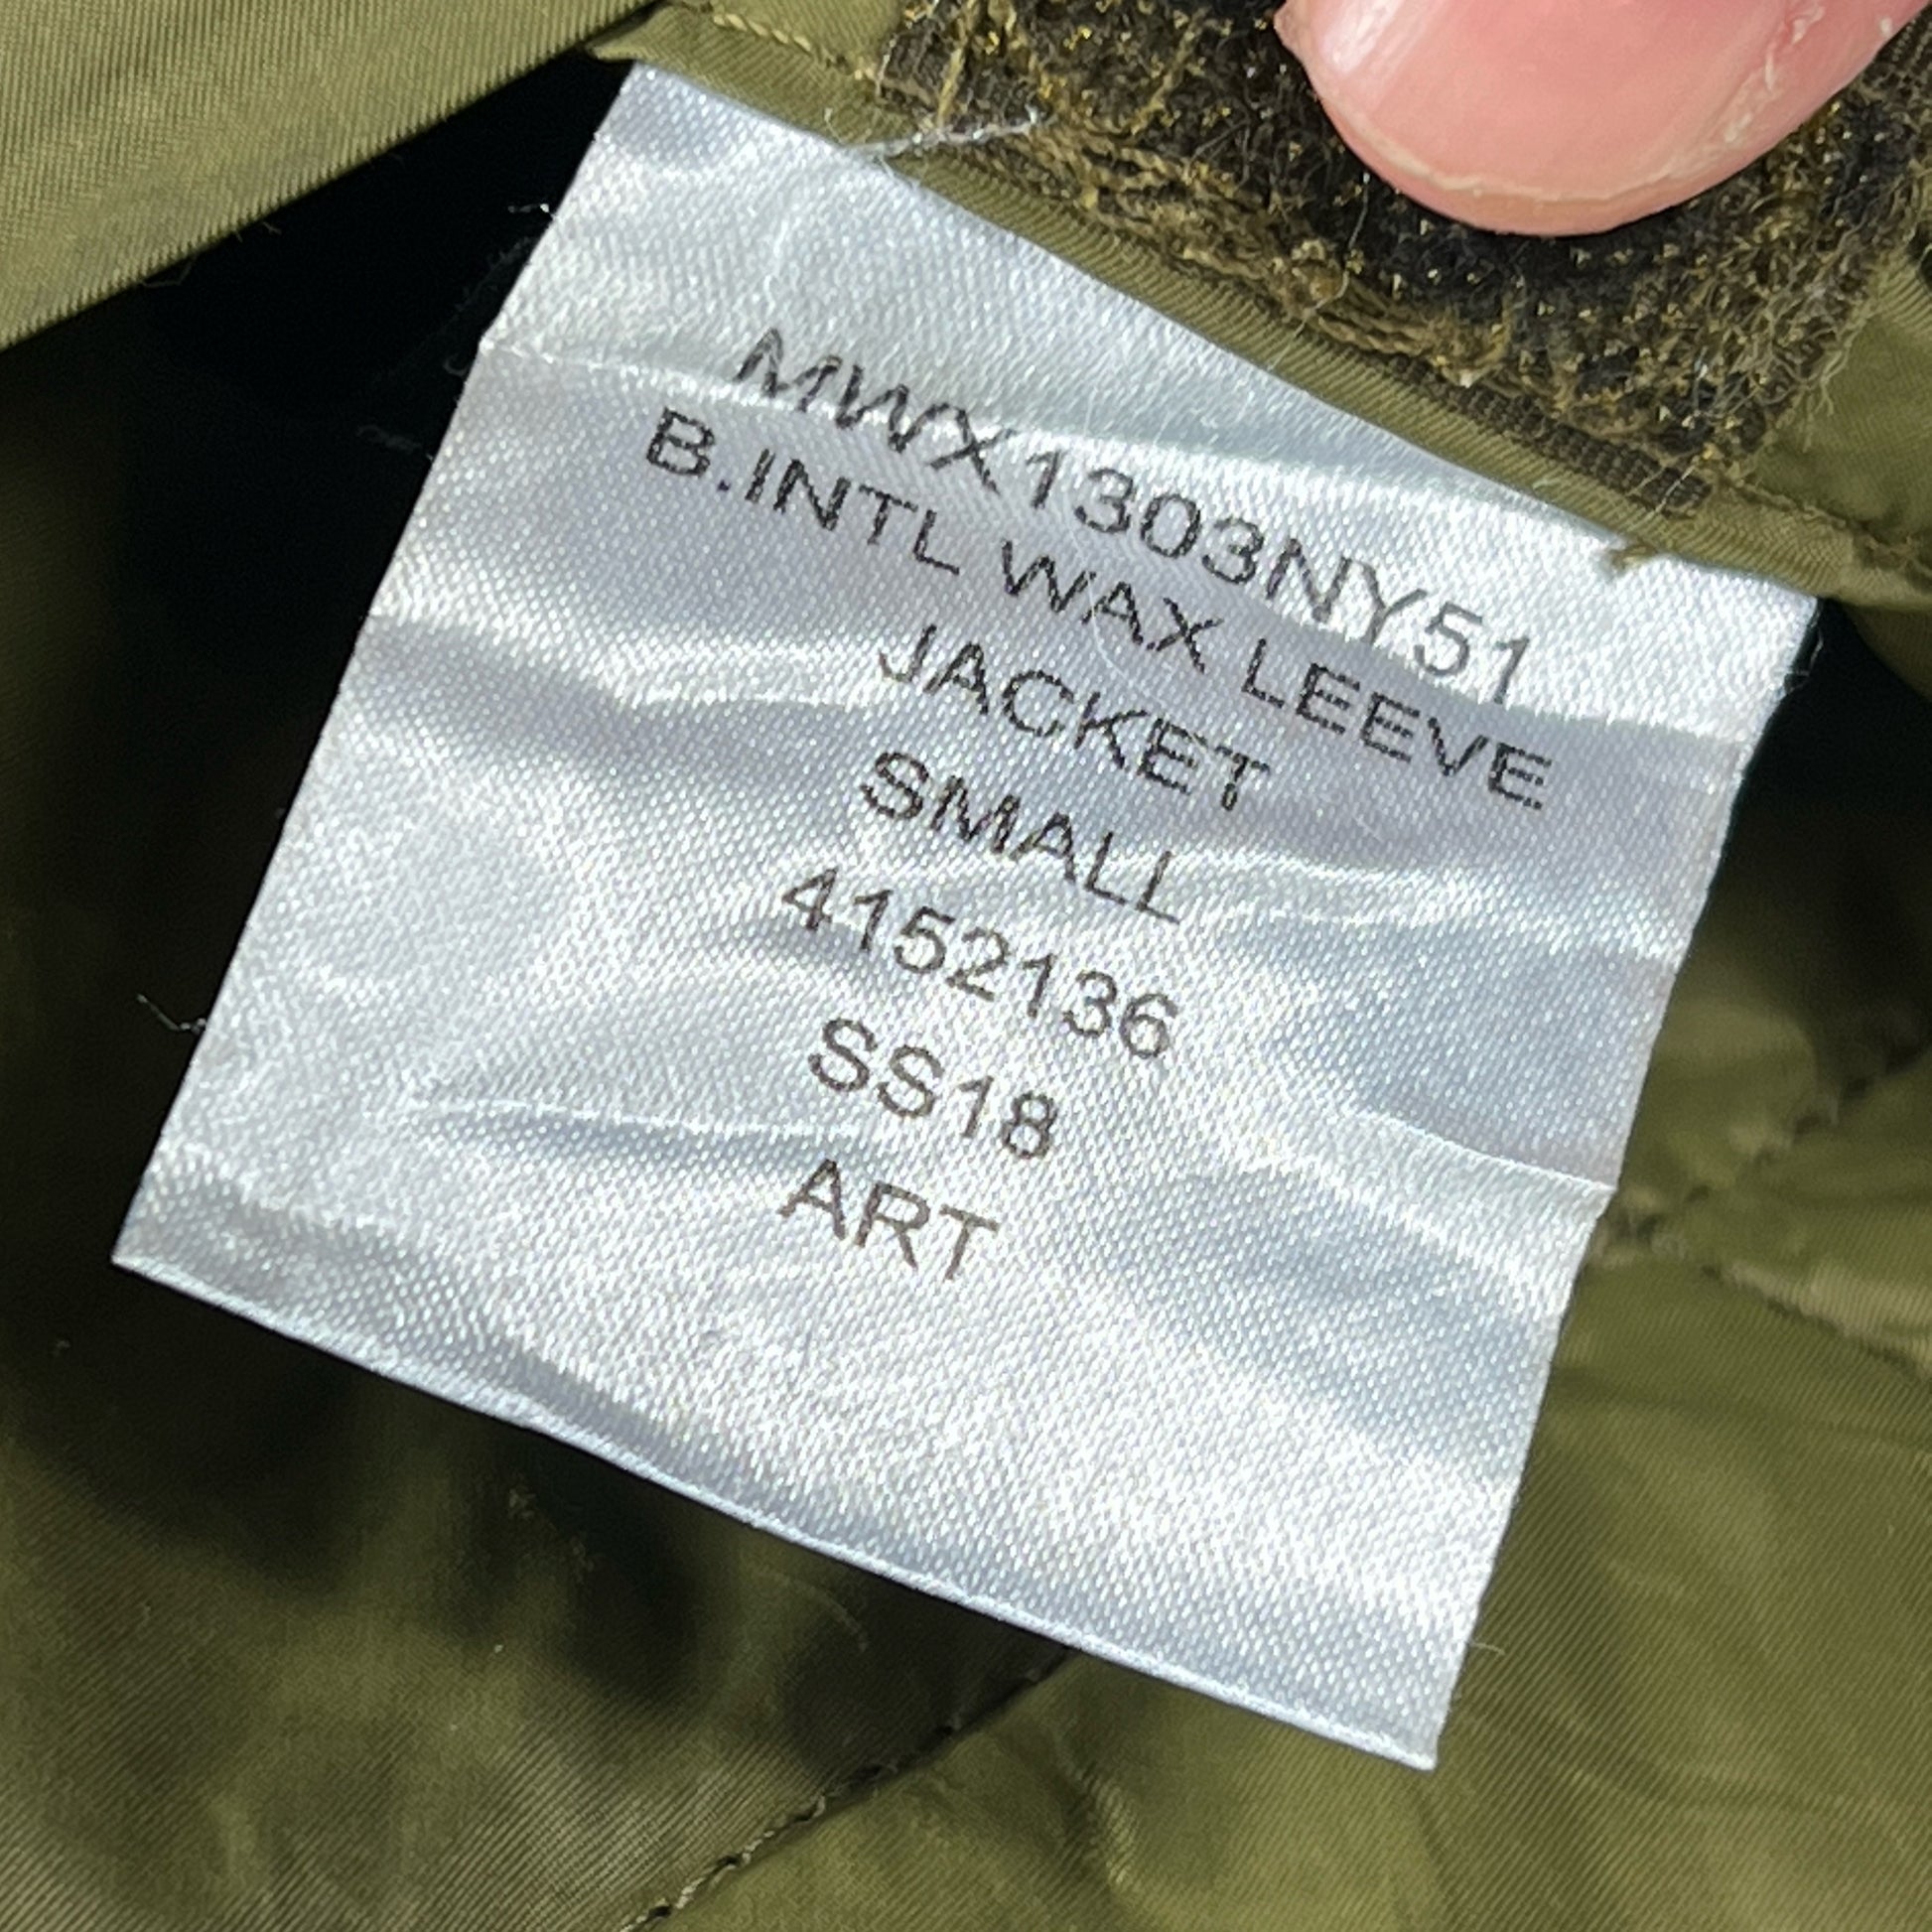 MWX1303NY51
B.INTL WAX LEEVE
JACKET
SMALL
4152136
SS18
ART